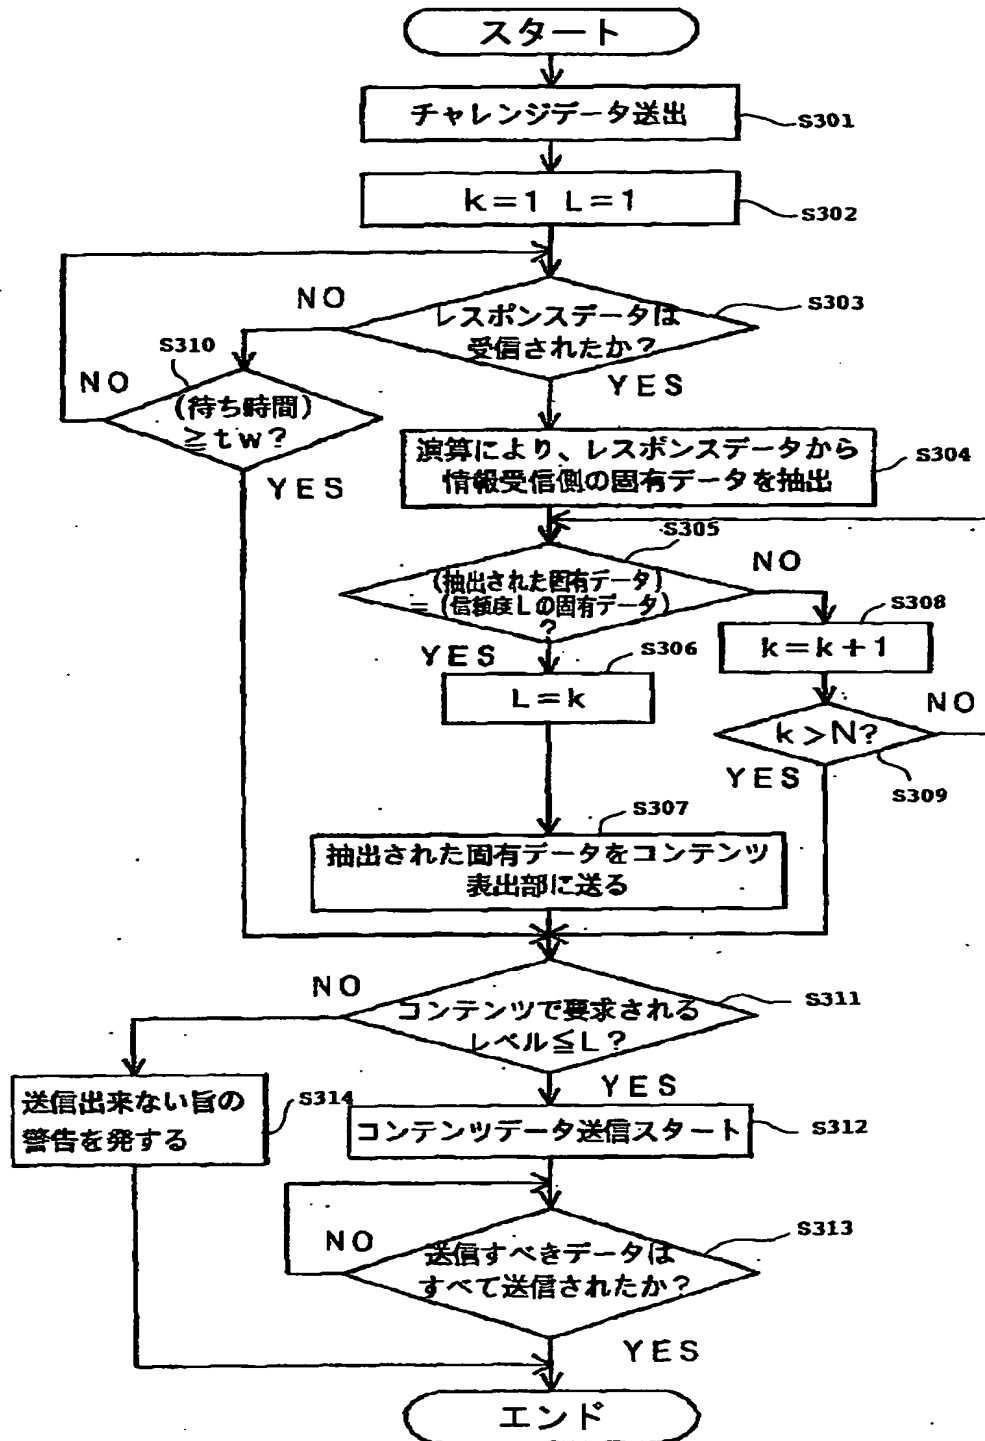 スタート
チャレンジデータ送出
S301
k=1 L=1
S302
NO
レスポンスデータは
受信されたか?
S303
S310
NO
(待ち時間)
≧tw?
YES
YES
演算により、レスポンスデータから
情報受信側の固有データを抽出
S304
S305
(抽出された固有データ)
=(信頼度Lの固有データ)
?
NO
YES
S306
L=k
S308
k=k+1
k>N?
NO
YES
S309
S307
抽出された固有データをコンテンツ
表出部に送る
NO
コンテンツで要求される
レベル≦L?
S311
YES
送信出来ない旨の
警告を発する
S314
コンテンツデータ送信スタート
S312
NO
送信すべきデータは
すべて送信されたか?
S313
YES
エンド